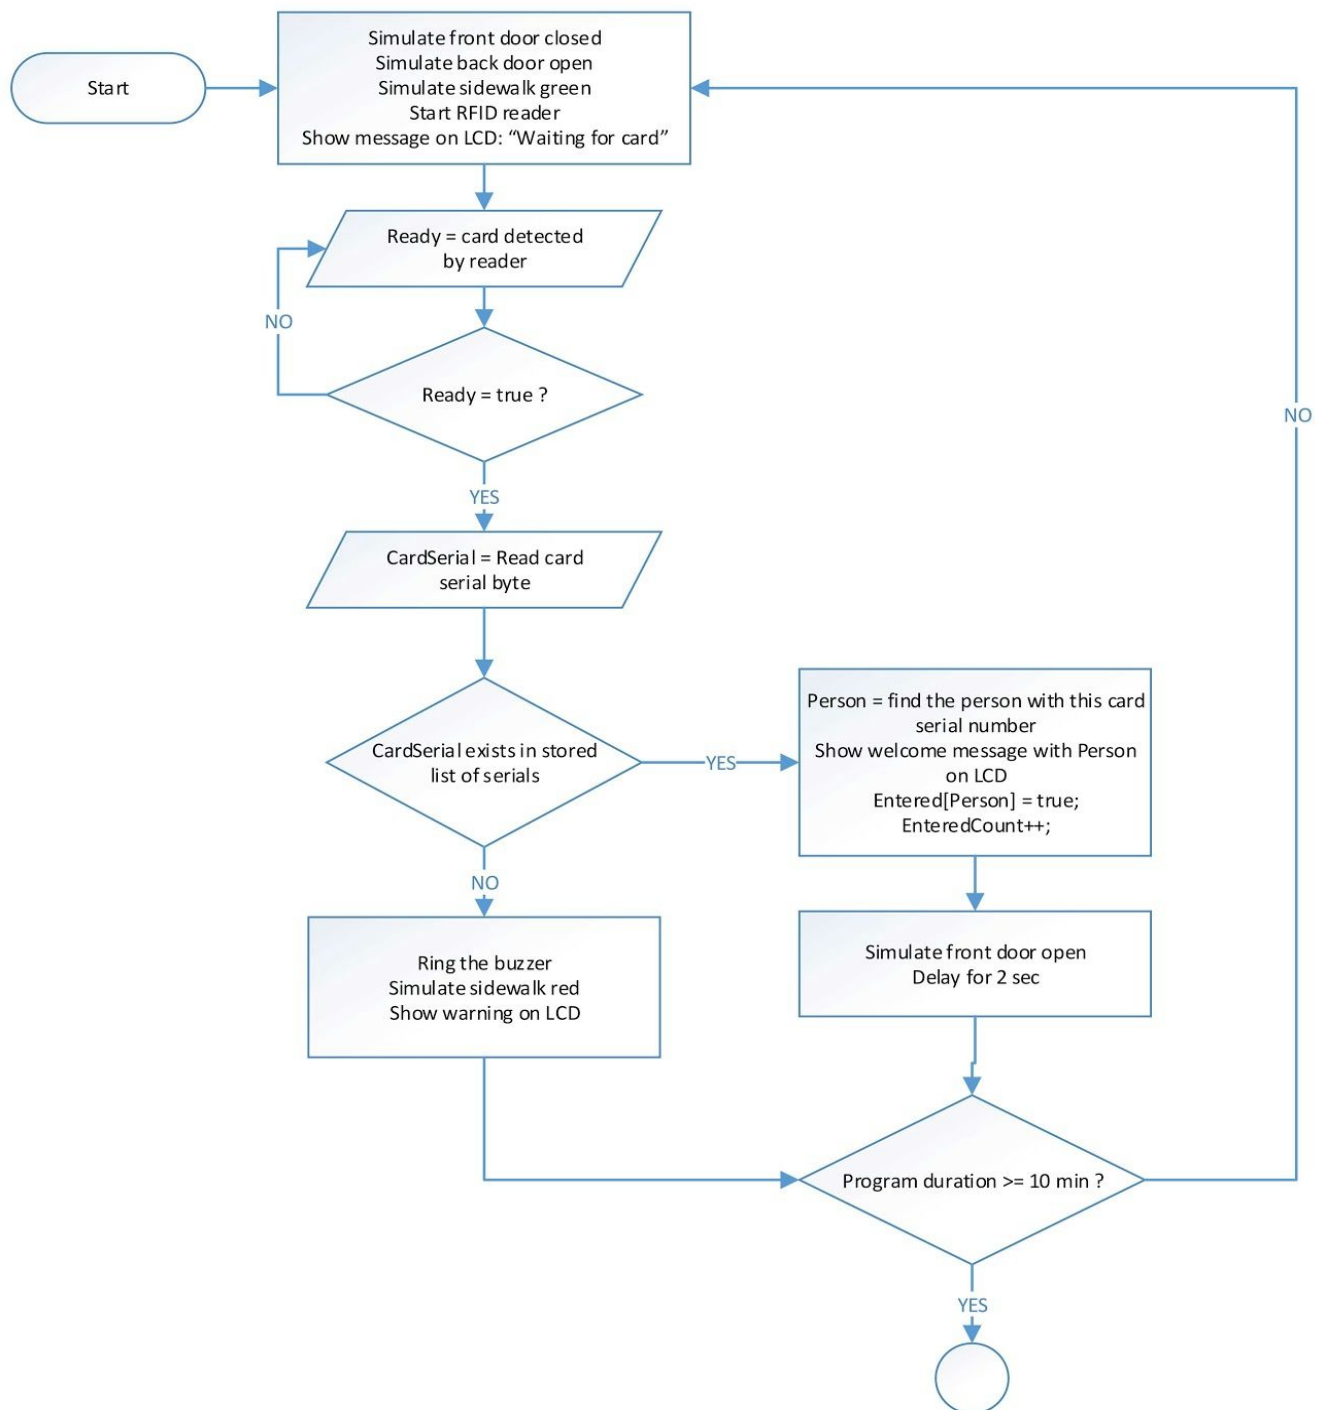 Start
Simulate front door closed
Simulate back door open
Simulate sidewalk green
Start RFID reader
Show message on LCD: “Waiting for card”
Ready = card detected
by reader
NO
Ready = true ?
NO
YES
CardSerial = Read card
serial byte
CardSerial exists in stored
list of serials
YES
Person = find the person with this card
serial number
Show welcome message with Person
on LCD
Entered[Person] = true;
EnteredCount++;
NO
Ring the buzzer
Simulate sidewalk red
Show warning on LCD
Simulate front door open
Delay for 2 sec
Program duration >= 10 min ?
YES